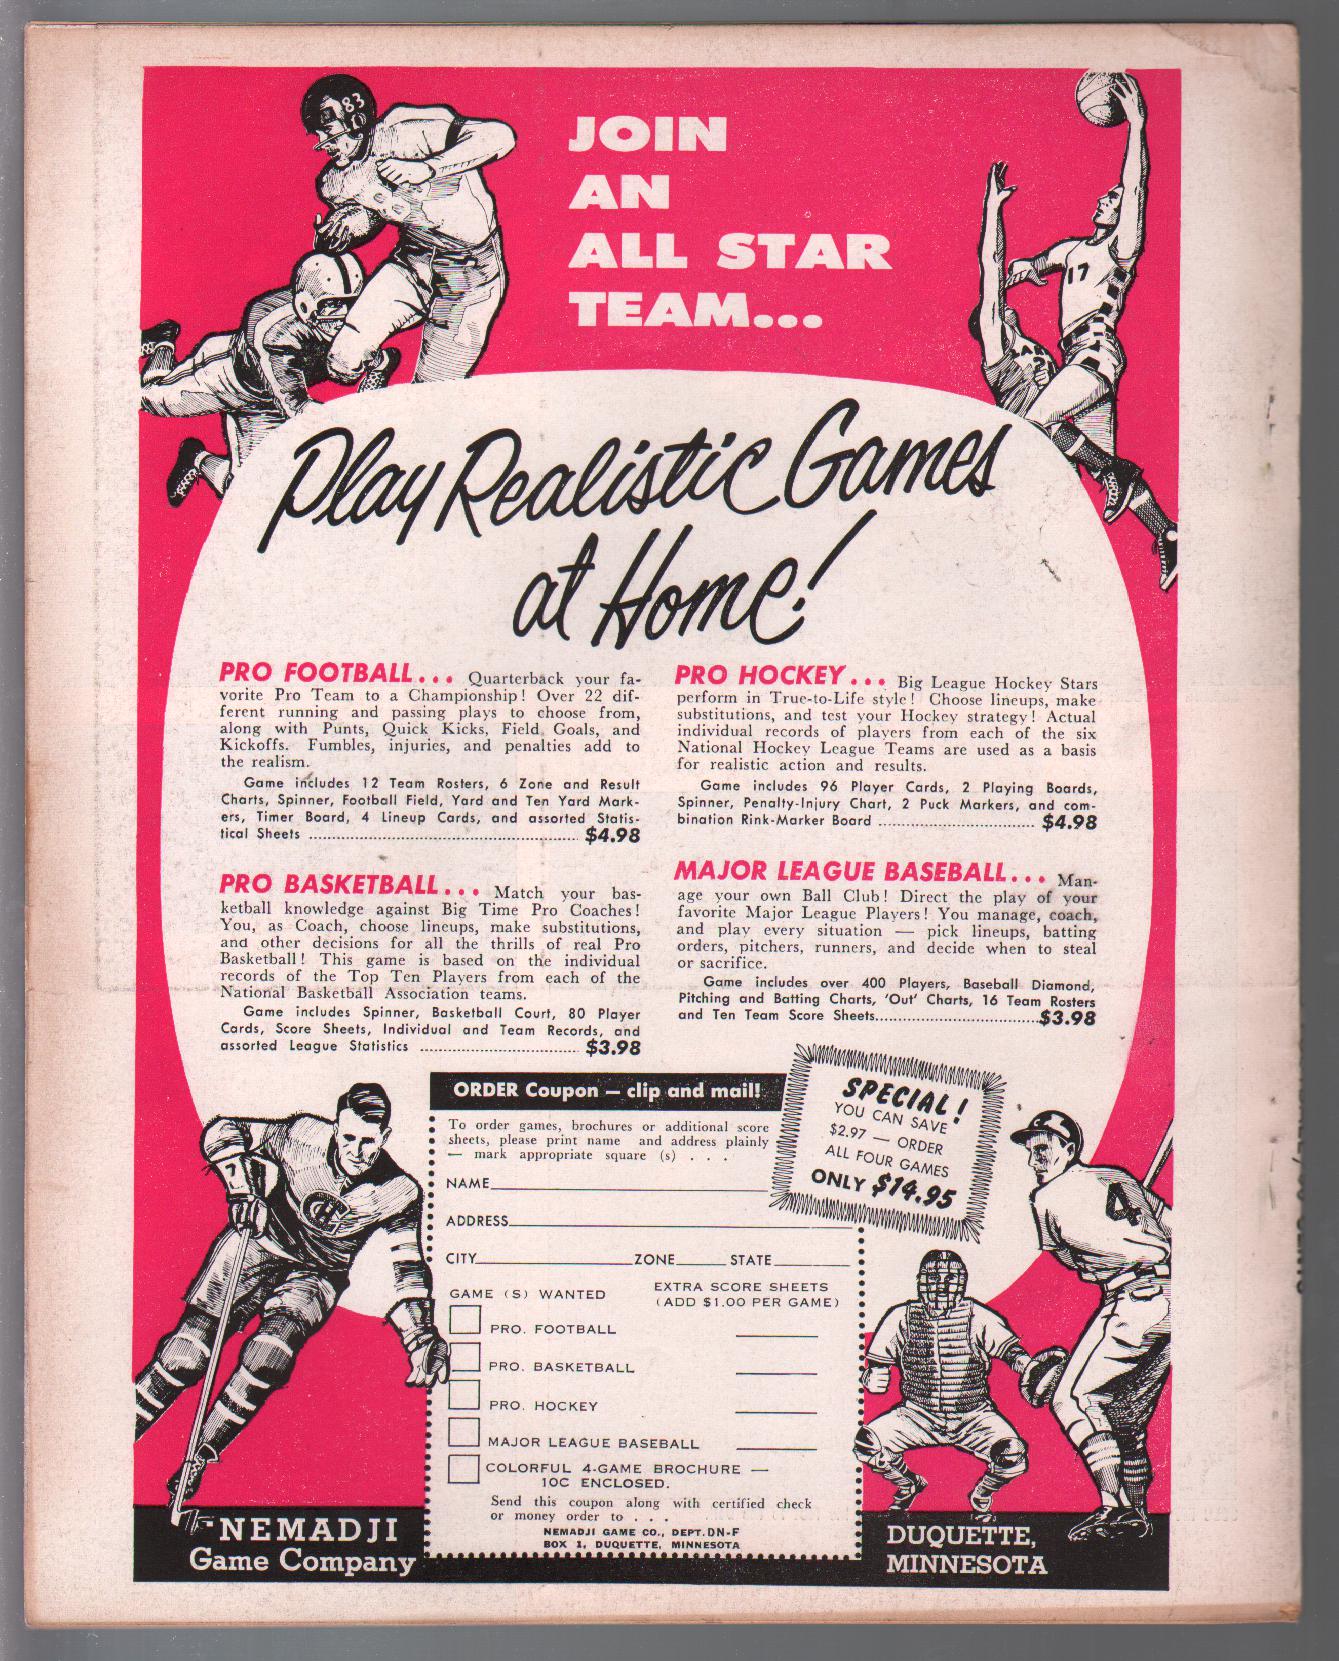 83
JOIN
AN
ALL STAR
TEAM...
17
Play Realistic Games
at Home!
PRO FOOTBALL... Quarterback your fa-
vorite Pro Team to a Championship! Over 22 dif-
ferent running and passing plays to choose from,
along with Punts, Quick Kicks, Field Goals, and
Kickoffs. Fumbles, injuries, and penalties add to
the realism.
Game includes 12 Team Rosters, 6 Zone and Result
Charts, Spinner, Football Field, Yard and Ten Yard Mark-
ers, Timer Board, 4 Lineup Cards, and assorted Statis-
tical Sheets ........................................ $4.98
PRO BASKETBALL... Match your bas-
ketball knowledge against Big Time Pro Coaches!
You, as Coach, choose lineups, make substitutions,
and other decisions for all the thrills of real Pro
Basketball! This game is based on the individual
records of the Top Ten Players from each of the
National Basketball Association teams.
Game includes Spinner, Basketball Court, 80 Player
Cards, Score Sheets, Individual and Team Records, and
assorted League Statistics ........................ $3.98
PRO HOCKEY... Big League Hockey Stars
perform in True-to-Life style! Choose lineups, make
substitutions, and test your Hockey strategy! Actual
individual records of players from each of the six
National Hockey League Teams are used as a basis
for realistic action and results.
Game includes 96 Player Cards, 2 Playing Boards,
Spinner, Penalty-Injury Chart, 2 Puck Markers, and com-
bination Rink-Marker Board ........................ $4.98
MAJOR LEAGUE BASEBALL... Man-
age your own Ball Club! Direct the play of your
favorite Major League Players! You manage, coach,
and play every situation — pick lineups, batting
orders, pitchers, runners, and decide when to steal
or sacrifice.
Game includes over 400 Players, Baseball Diamond,
Pitching and Batting Charts, 'Out' Charts, 16 Team Rosters
and Ten Team Score Sheets........................$3.98
ORDER Coupon — clip and mail!
To order games, brochures or additional score
sheets, please print name and address plainly
— mark appropriate square (s) . . .
SPECIAL!
YOU CAN SAVE
$2.97 — ORDER
ALL FOUR GAMES
ONLY $14.95
NAME
ADDRESS
CITY ZONE STATE
GAME (S) WANTED
EXTRA SCORE SHEETS
(ADD $1.00 PER GAME)
PRO. FOOTBALL
PRO. BASKETBALL
PRO. HOCKEY
MAJOR LEAGUE BASEBALL
COLORFUL 4-GAME BROCHURE —
10C ENCLOSED.
Send this coupon along with certified check
or money order to . . .
NEMADJI GAME CO., DEPT. DN-F
BOX 1, DUQUETTE, MINNESOTA
7
CH
4
NEMADJI
Game Company
DUQUETTE,
MINNESOTA